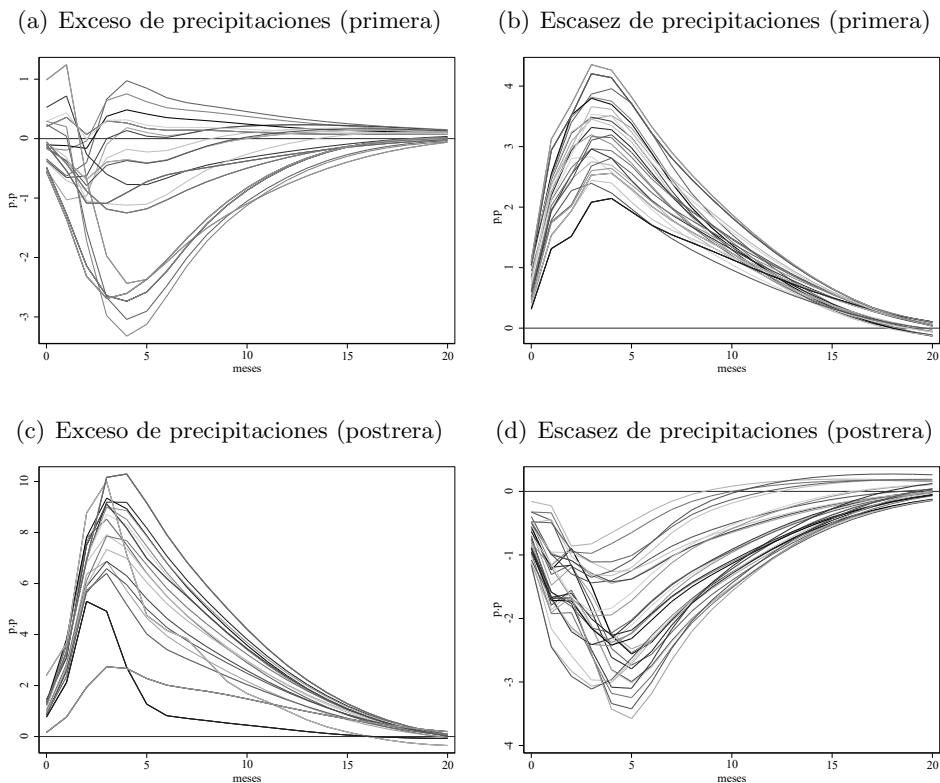 (a) Exceso de precipitaciones (primera)
(b) Escasez de precipitaciones (primera)
p.p
1
0
-1
-2
-3
0 5 10 15 20
meses
p.p
4
3
2
1
0
0 5 10 15 20
meses
(c) Exceso de precipitaciones (postrera)
(d) Escasez de precipitaciones (postrera)
p.p
10
8
6
4
2
0
0 5 10 15 20
meses
p.p
0
-1
-2
-3
-4
0 5 10 15 20
meses